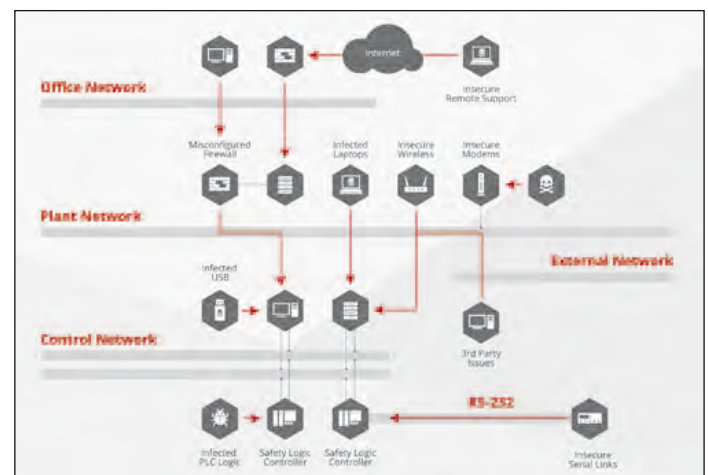 Internet
Insecure
Remote Support
Office Network
Misconfigured
Firewall
Infected
Laptops
Insecure
Wireless
Insecure
Modems
Plant Network
External Network
Infected
USB
Control Network
3rd Party
Issues
RS-232
Infected
PLC Logic
Safety Logic
Controller
Safety Logic
Controller
Insecure
Serial Links